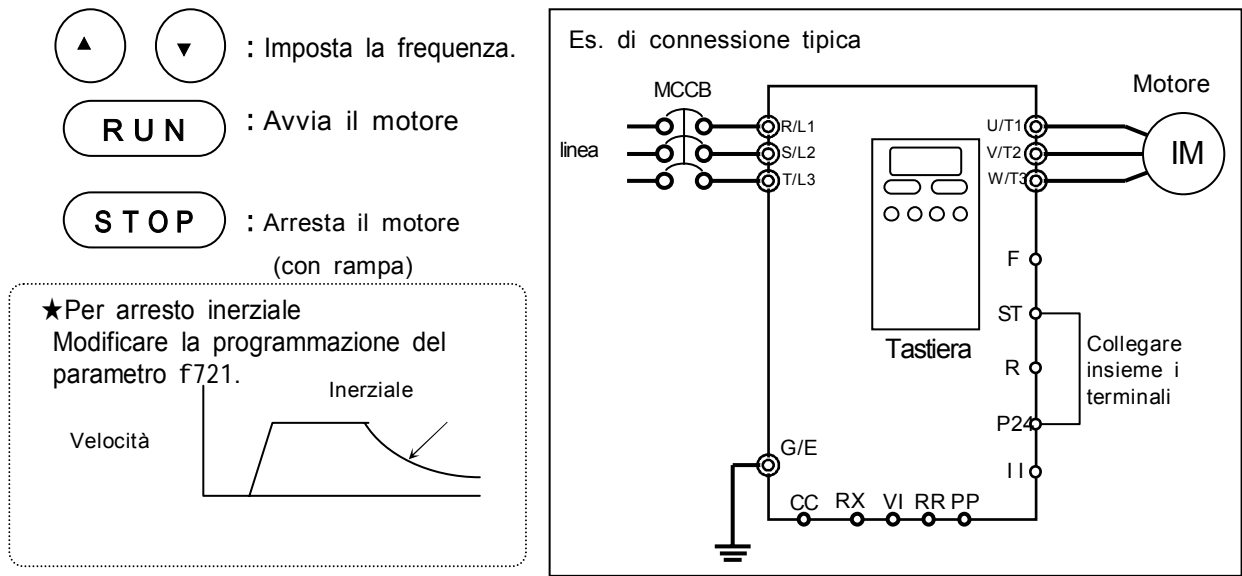 ▲ ▼ : Imposta la frequenza.
RUN : Avvia il motore
STOP : Arresta il motore
(con rampa)
★Per arresto inerziale
Modificare la programmazione del
parametro f721.
Inerziale
Velocità
Es. di connessione tipica
MCCB
Motore
linea
R/L1
S/L2
T/L3
U/T1
V/T2
W/T3
IM
Tastiera
F
ST
R
P24
II
Collegare
insieme i
terminali
G/E
CC RX VI RR PP